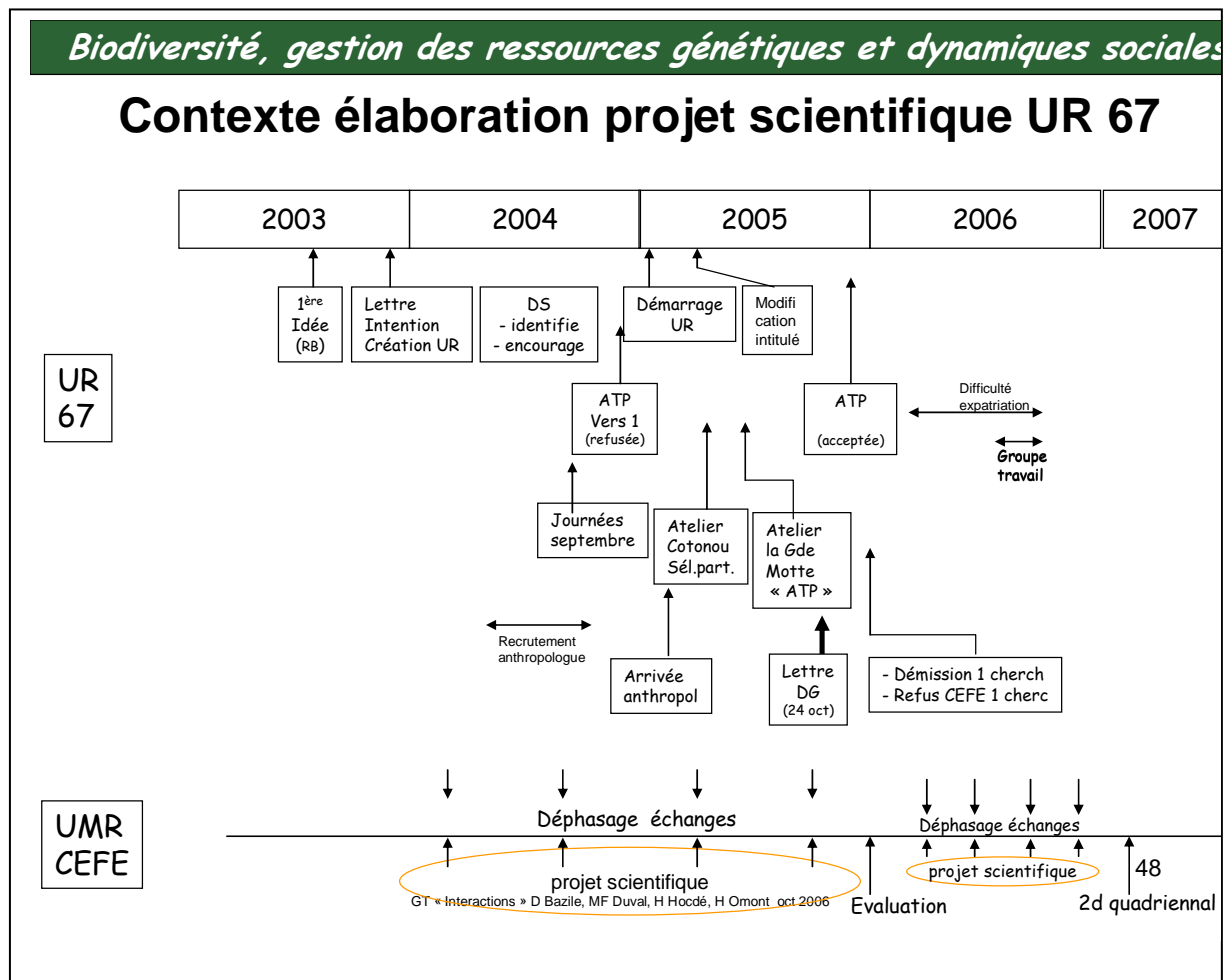 Biodiversité, gestion des ressources génétiques et dynamiques sociales
Contexte élaboration projet scientifique UR 67
2003
2004
2005
2006
2007
1ère
Idée
(RB)
Lettre
Intention
Création UR
DS
- identifie
- encourage
Démarrage
UR
Modifi
cation
intitulé
UR
67
ATP
Vers 1
(refusée)
ATP
(acceptée)
Difficulté
expatriation
Groupe
travail
Journées
septembre
Atelier
Cotonou
Sél.part.
Atelier
la Gde
Motte
« ATP »
Recrutement
anthropologue
Arrivée
anthropol
Lettre
DG
(24 oct)
- Démission 1 cherch
- Refus CEFE 1 cherc
UMR
CEFE
Déphasage échanges
Déphasage échanges
projet scientifique
projet scientifique
48
GT « Interactions » D Bazile, MF Duval, H Hocdé, H Omont oct 2006
Evaluation
2d quadriennal